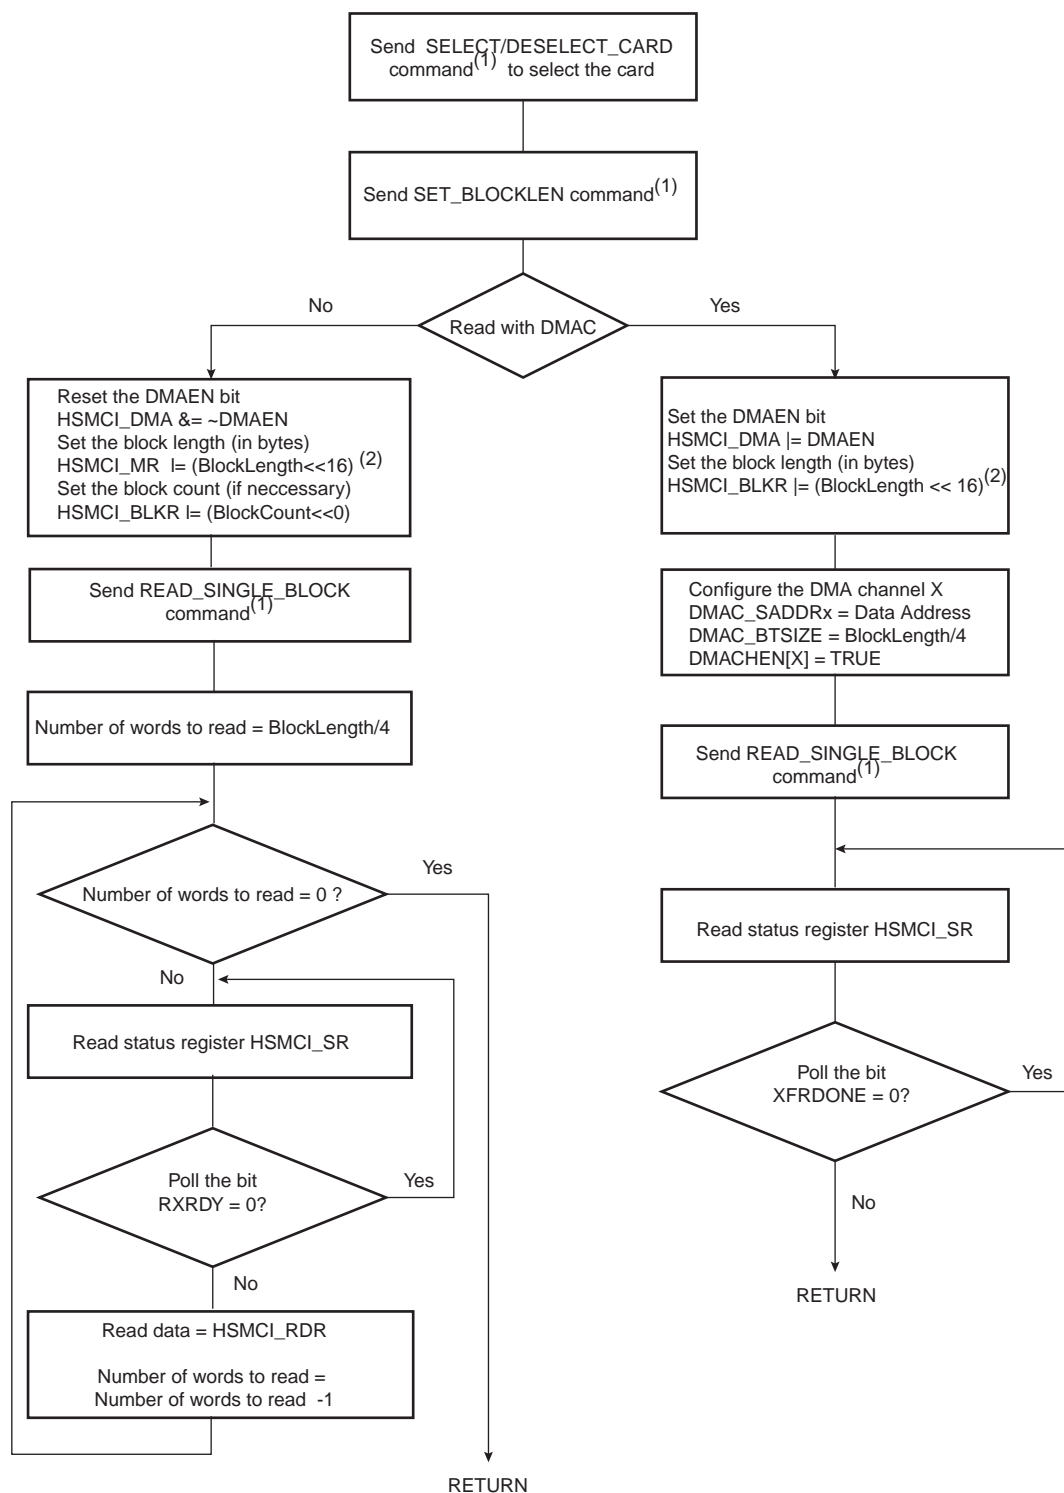 Send SELECT/DESELECT_CARD
command(1) to select the card
Send SET_BLOCKLEN command(1)
No
Yes
Read with DMAC
Reset the DMAEN bit
HSMCI_DMA &= ~DMAEN
Set the block length (in bytes)
HSMCI_MR l= (BlockLength<<16) (2)
Set the block count (if neccessary)
HSMCI_BLKR l= (BlockCount<<0)
Send READ_SINGLE_BLOCK
command(1)
Number of words to read = BlockLength/4
Number of words to read = 0 ?
Yes
No
Read status register HSMCI_SR
Poll the bit
RXRDY = 0?
Yes
No
Read data = HSMCI_RDR
Number of words to read =
Number of words to read -1
RETURN
Set the DMAEN bit
HSMCI_DMA |= DMAEN
Set the block length (in bytes)
HSMCI_BLKR |= (BlockLength << 16)(2)
Configure the DMA channel X
DMAC_SADDRx = Data Address
DMAC_BTSIZE = BlockLength/4
DMACHEN[X] = TRUE
Send READ_SINGLE_BLOCK
command(1)
Read status register HSMCI_SR
Poll the bit
XFRDONE = 0?
Yes
No
RETURN